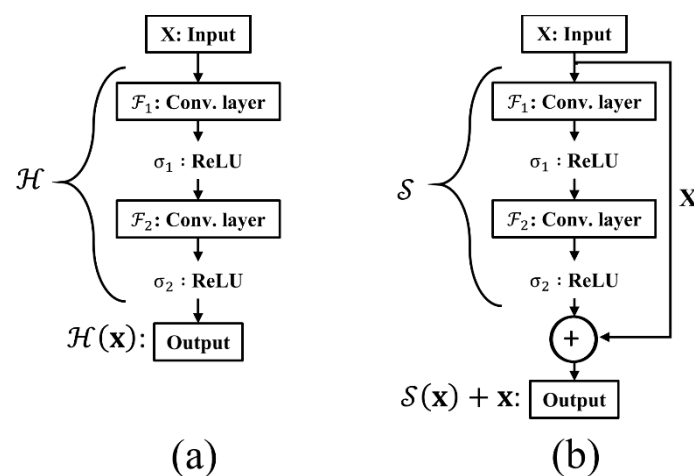 X: Input
ℱ₁: Conv. layer
σ₁ : ReLU
ℋ
ℱ₂: Conv. layer
σ₂ : ReLU
ℋ(x): Output
(a)
X: Input
ℱ₁: Conv. layer
σ₁ : ReLU
𝒮
X
ℱ₂: Conv. layer
σ₂ : ReLU
+
𝒮(x) + x: Output
(b)